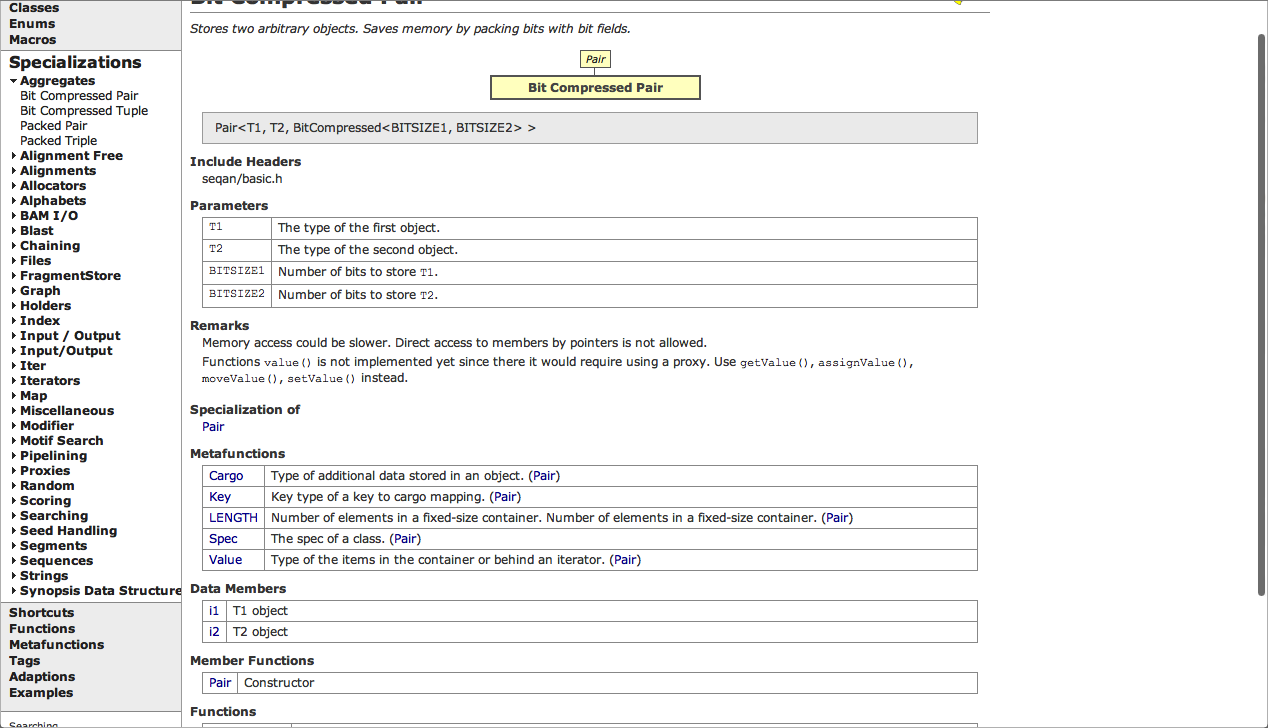 Classes
Enums
Macros
Specializations
Aggregates
Bit Compressed Pair
Bit Compressed Tuple
Packed Pair
Packed Triple
Alignment Free
Alignments
Allocators
Alphabets
BAM I/O
Blast
Chaining
Files
FragmentStore
Graph
Holders
Index
Input / Output
Input/Output
Iter
Iterators
Map
Miscellaneous
Modifier
Motif Search
Pipelining
Proxies
Random
Scoring
Searching
Seed Handling
Segments
Sequences
Strings
Synopsis Data Structure
Shortcuts
Functions
Metafunctions
Tags
Adaptions
Examples
Searching
Bit Compressed Pair
Stores two arbitrary objects. Saves memory by packing bits with bit fields.
Pair
Bit Compressed Pair
Pair<T1, T2, BitCompressed<BITSIZE1, BITSIZE2> >
Include Headers
seqan/basic.h
Parameters
T1 The type of the first object.
T2 The type of the second object.
BITSIZE1 Number of bits to store T1.
BITSIZE2 Number of bits to store T2.
Remarks
Memory access could be slower. Direct access to members by pointers is not allowed.
Functions value() is not implemented yet since there it would require using a proxy. Use getValue(), assignValue(),
moveValue(), setValue() instead.
Specialization of
Pair
Metafunctions
Cargo Type of additional data stored in an object. (Pair)
Key Key type of a key to cargo mapping. (Pair)
LENGTH Number of elements in a fixed-size container. Number of elements in a fixed-size container. (Pair)
Spec The spec of a class. (Pair)
Value Type of the items in the container or behind an iterator. (Pair)
Data Members
i1 T1 object
i2 T2 object
Member Functions
Pair Constructor
Functions